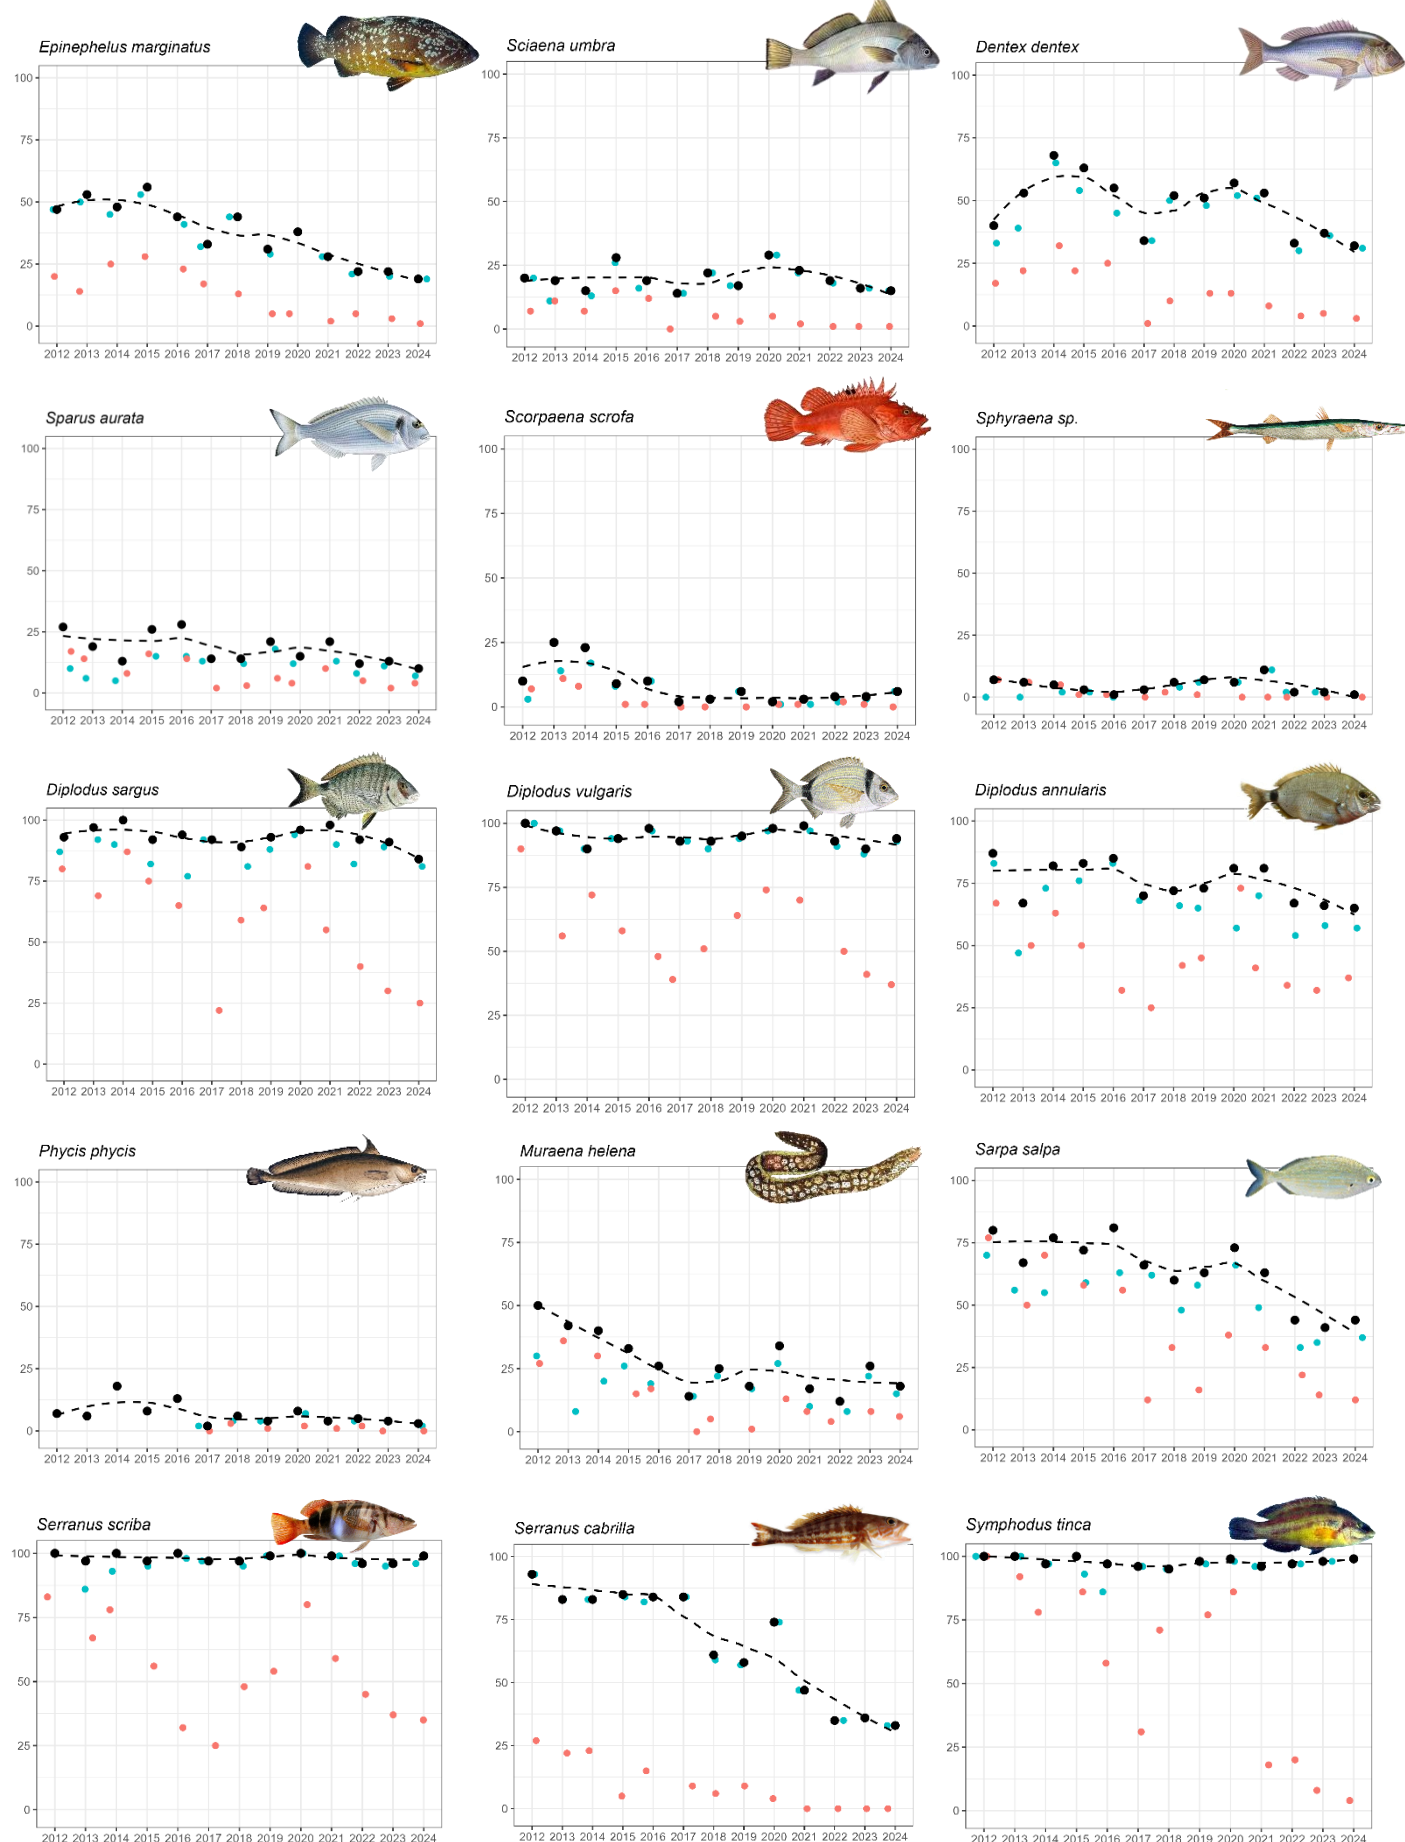 Epinephelus marginatus
100
75
50
25
0
2012 2013 2014 2015 2016 2017 2018 2019 2020 2021 2022 2023 2024
Sciaena umbra
100
75
50
25
0
2012 2013 2014 2015 2016 2017 2018 2019 2020 2021 2022 2023 2024
Dentex dentex
100
75
50
25
0
2012 2013 2014 2015 2016 2017 2018 2019 2020 2021 2022 2023 2024
Sparus aurata
100
75
50
25
0
2012 2013 2014 2015 2016 2017 2018 2019 2020 2021 2022 2023 2024
Scorpaena scrofa
100
75
50
25
0
2012 2013 2014 2015 2016 2017 2018 2019 2020 2021 2022 2023 2024
Sphyraena sp.
100
75
50
25
0
2012 2013 2014 2015 2016 2017 2018 2019 2020 2021 2022 2023 2024
Diplodus sargus
100
75
50
25
0
2012 2013 2014 2015 2016 2017 2018 2019 2020 2021 2022 2023 2024
Diplodus vulgaris
100
75
50
25
0
2012 2013 2014 2015 2016 2017 2018 2019 2020 2021 2022 2023 2024
Diplodus annularis
100
75
50
25
0
2012 2013 2014 2015 2016 2017 2018 2019 2020 2021 2022 2023 2024
Phycis phycis
100
75
50
25
0
2012 2013 2014 2015 2016 2017 2018 2019 2020 2021 2022 2023 2024
Muraena helena
100
75
50
25
0
2012 2013 2014 2015 2016 2017 2018 2019 2020 2021 2022 2023 2024
Sarpa salpa
100
75
50
25
0
2012 2013 2014 2015 2016 2017 2018 2019 2020 2021 2022 2023 2024
Serranus scriba
100
75
50
25
0
2012 2013 2014 2015 2016 2017 2018 2019 2020 2021 2022 2023 2024
Serranus cabrilla
100
75
50
25
0
2012 2013 2014 2015 2016 2017 2018 2019 2020 2021 2022 2023 2024
Symphodus tinca
100
75
50
25
0
2012 2013 2014 2015 2016 2017 2018 2019 2020 2021 2022 2023 2024